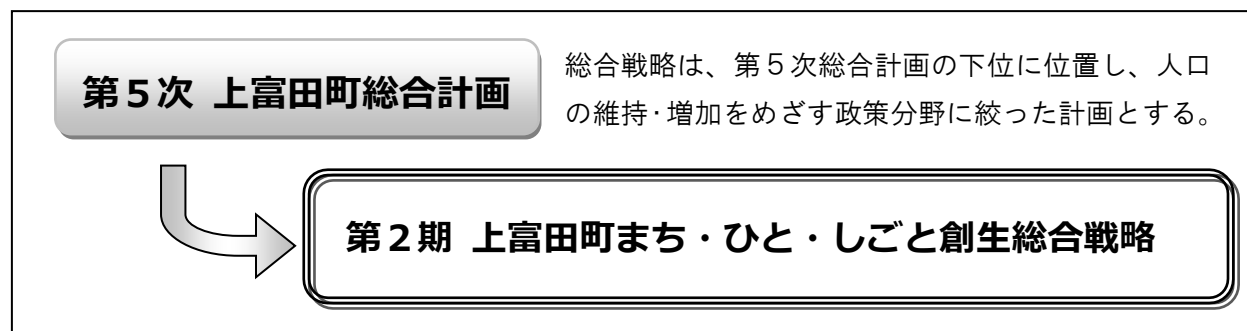 第５次 上富田町総合計画
総合戦略は、第５次総合計画の下位に位置し、人口
の維持・増加をめざす政策分野に絞った計画とする。
第２期 上富田町まち・ひと・しごと創生総合戦略